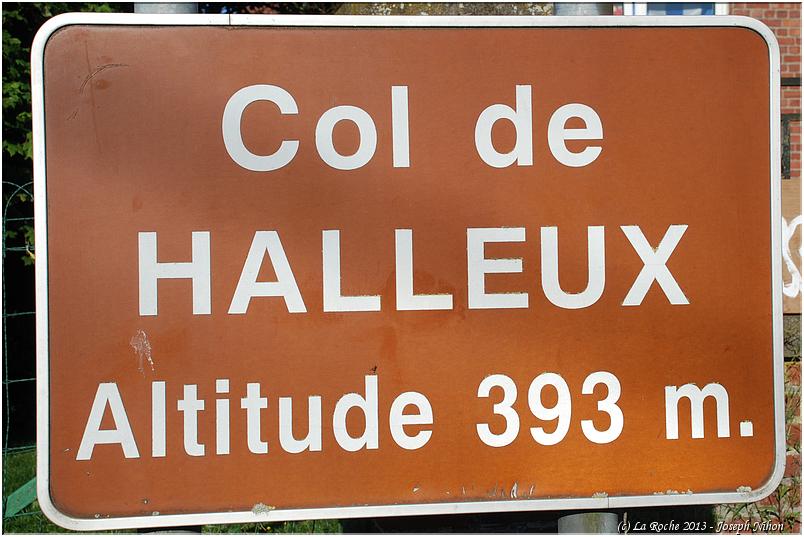 Col de
HALLEUX
Altitude 393 m.
(c) La Roche 2013 - Joseph Nihon